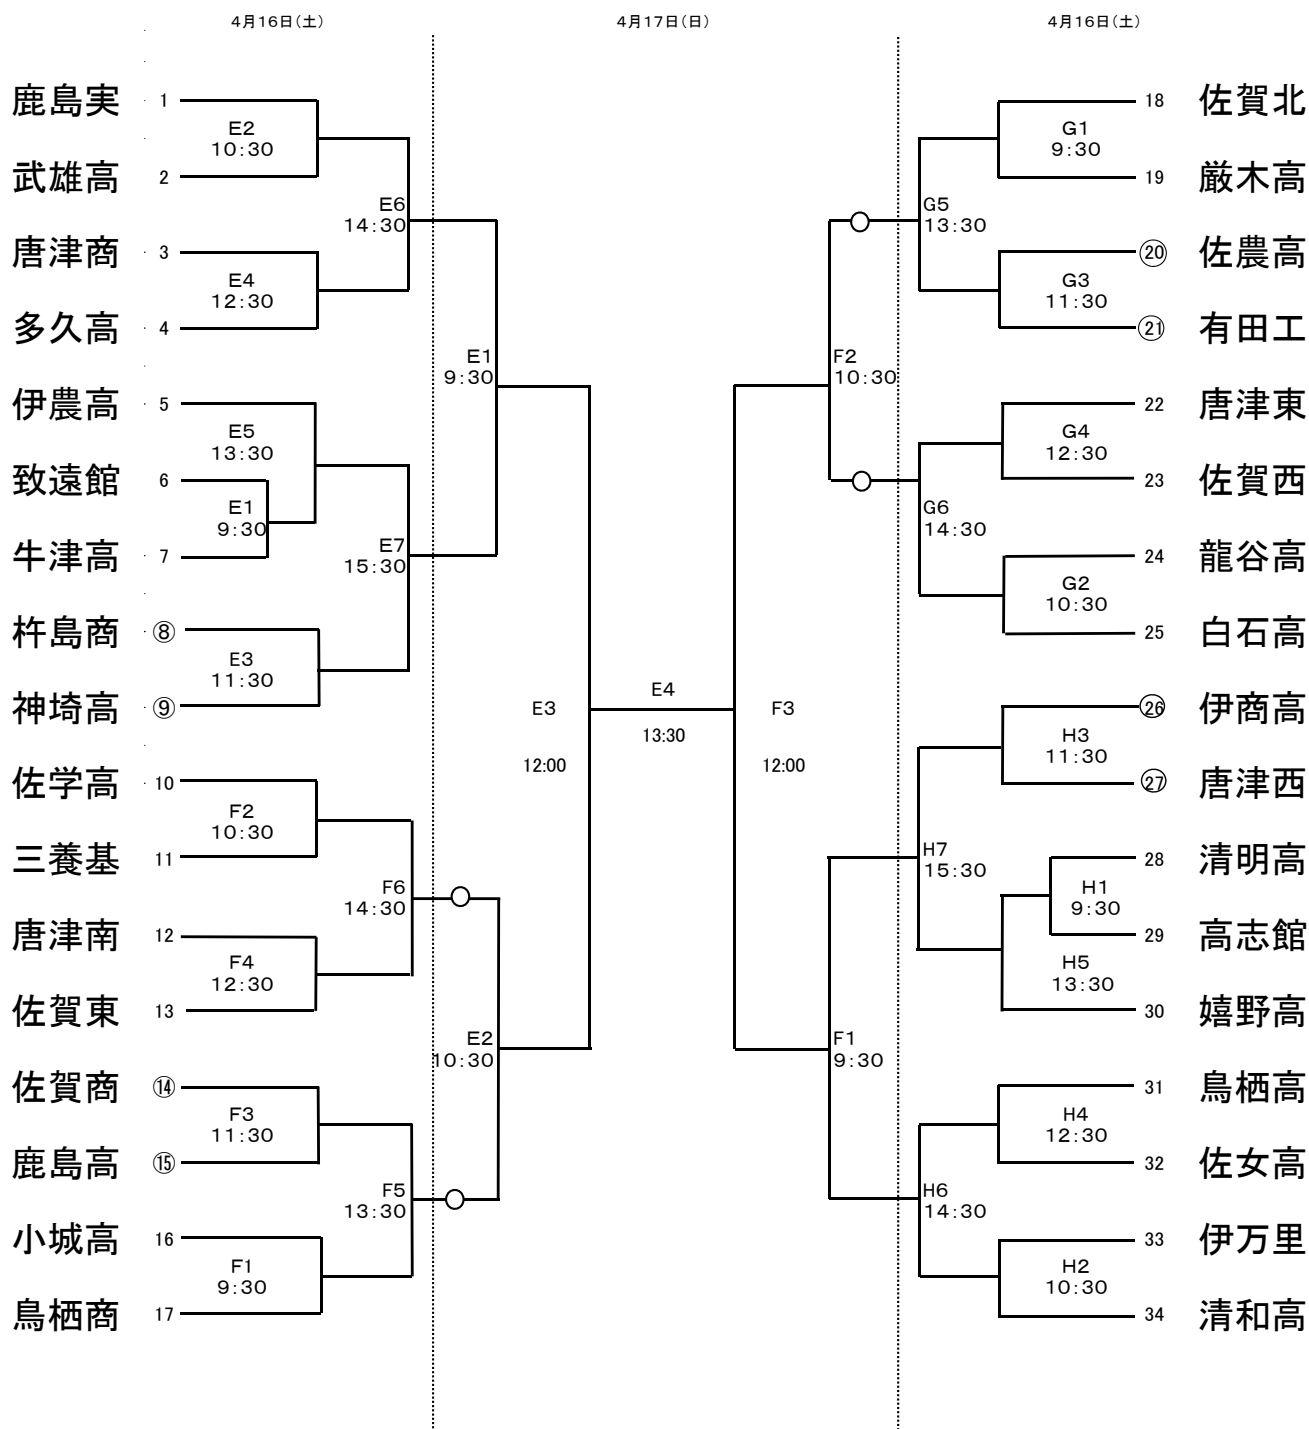 4月16日（土）
4月17日（日）
4月16日（土）
鹿島実 1
E2
10:30
武雄高 2
E6
14:30
唐津商 3
E4
12:30
多久高 4
E1
9:30
伊農高 5
E5
13:30
致遠館 6
E1
9:30
牛津高 7
E7
15:30
杵島商 ⑧
E3
11:30
神埼高 ⑨
佐学高 10
F2
10:30
三養基 11
F6
14:30
唐津南 12
F4
12:30
佐賀東 13
E2
10:30
佐賀商 ⑭
F3
11:30
鹿島高 ⑮
F5
13:30
小城高 16
F1
9:30
鳥栖商 17
E3
12:00
E4
13:30
F3
12:00
18 佐賀北
G1
9:30
19 厳木高
G5
13:30
⑳ 佐農高
G3
11:30
㉑ 有田工
F2
10:30
22 唐津東
G4
12:30
23 佐賀西
G6
14:30
24 龍谷高
G2
10:30
25 白石高
㉖ 伊商高
H3
11:30
㉗ 唐津西
H7
15:30
28 清明高
H1
9:30
29 高志館
H5
13:30
30 嬉野高
F1
9:30
31 鳥栖高
H4
12:30
32 佐女高
H6
14:30
33 伊万里
H2
10:30
34 清和高